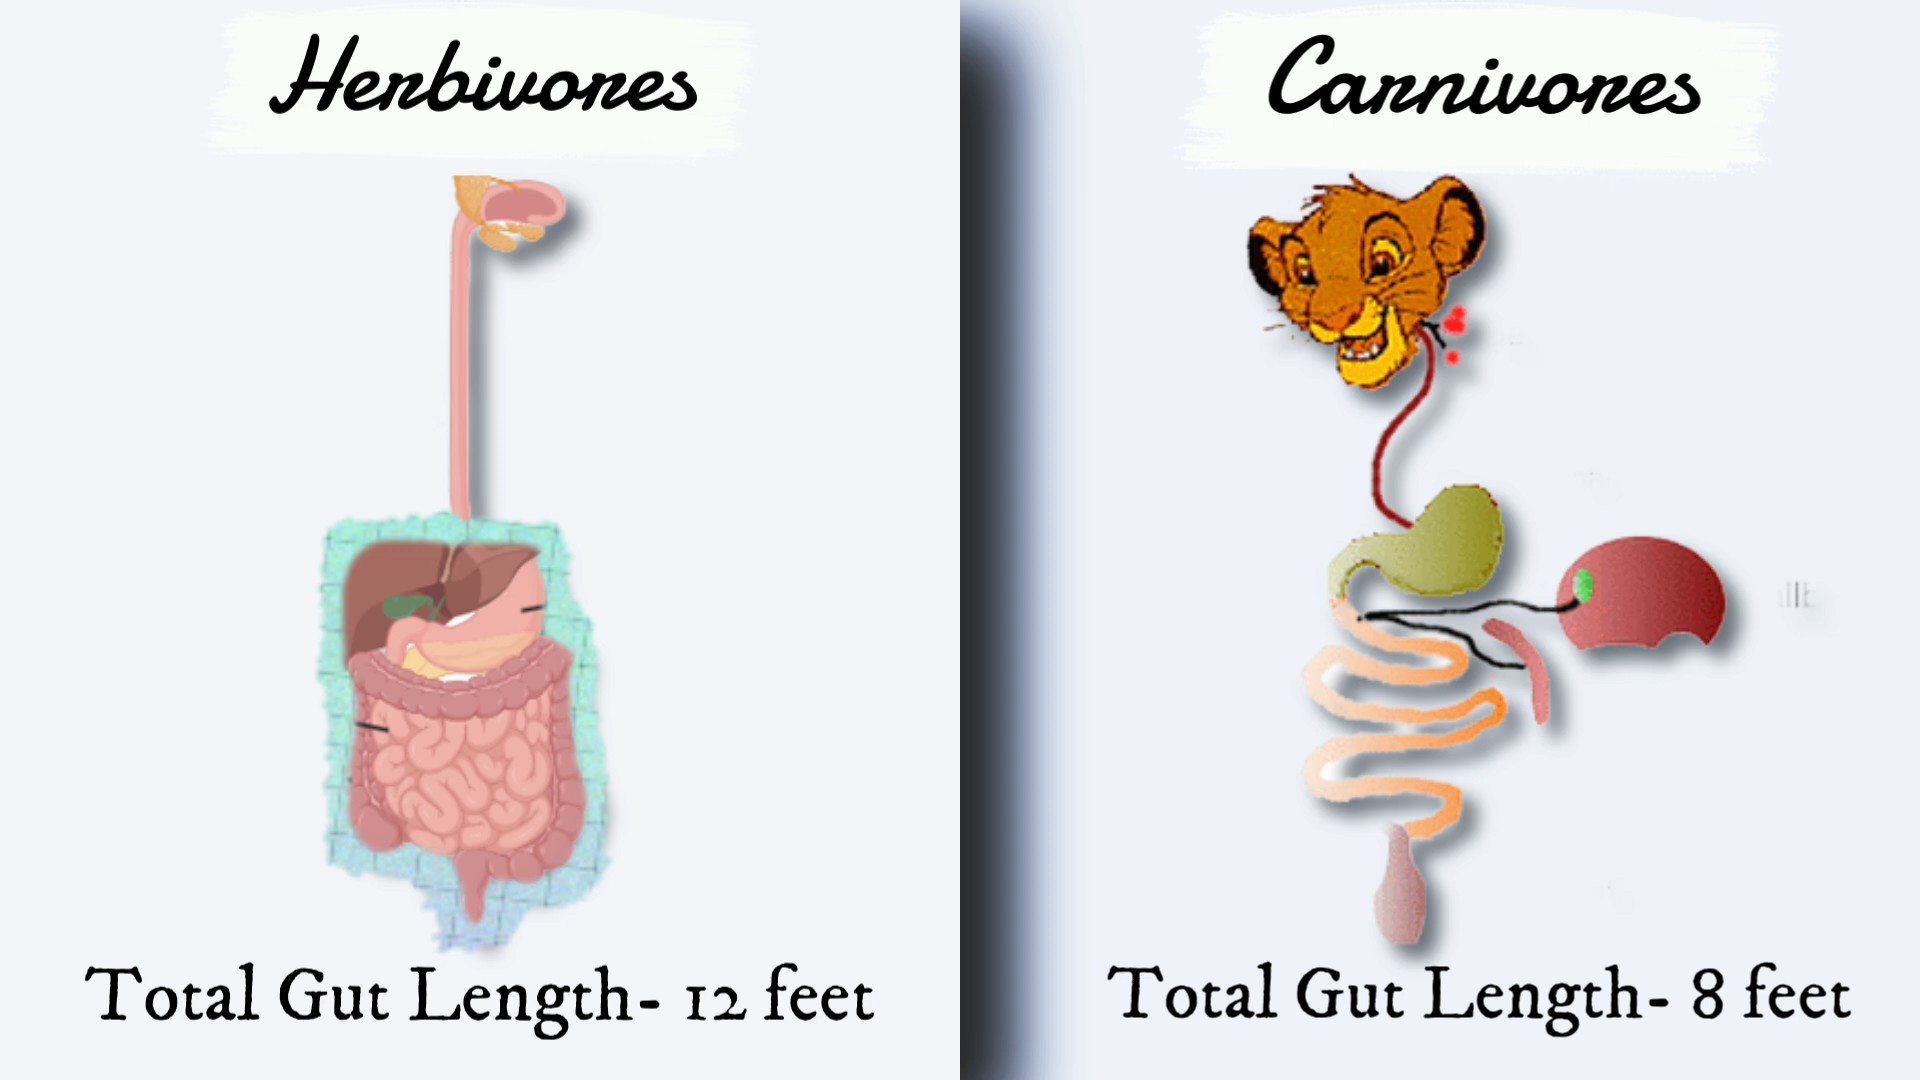 Herbivores
Carnivores
Total Gut Length- 12 feet
Total Gut Length- 8 feet